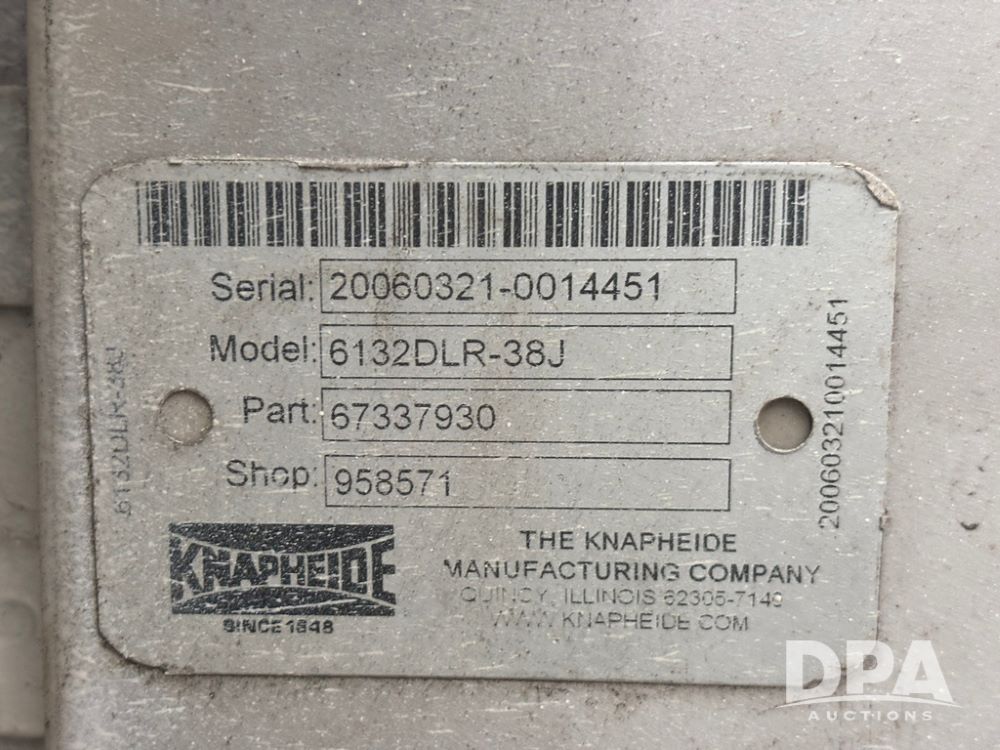 Serial: 20060321-0014451
Model: 6132DLR-38J
Part: 67337930
Shop: 958571
KNAPHEIDE
SINCE 1848
THE KNAPHEIDE
MANUFACTURING COMPANY
QUINCY, ILLINOIS 62305-7149
WWW.KNAPHEIDE.COM
6132DLR-38J
200603210014451
DPA
AUCTIONS